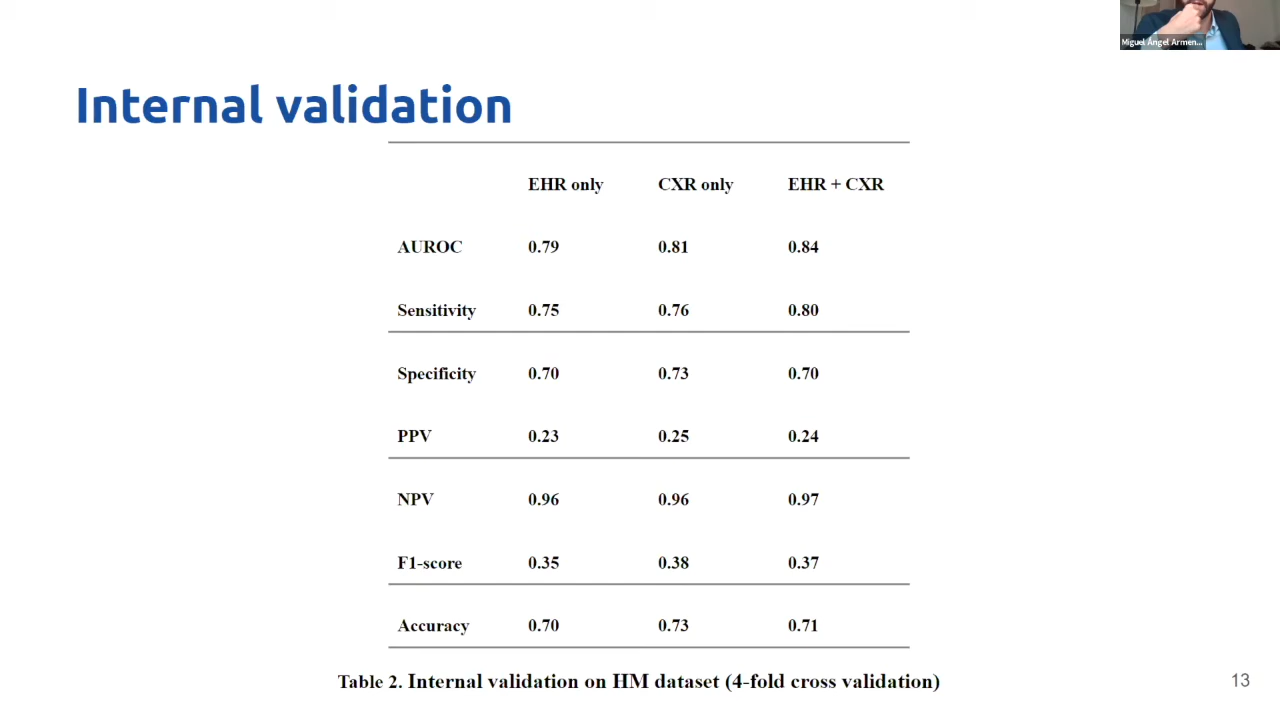 Miguel Ángel Armen...
Internal validation
EHR only CXR only EHR + CXR
AUROC 0.79 0.81 0.84
Sensitivity 0.75 0.76 0.80
Specificity 0.70 0.73 0.70
PPV 0.23 0.25 0.24
NPV 0.96 0.96 0.97
F1-score 0.35 0.38 0.37
Accuracy 0.70 0.73 0.71
Table 2. Internal validation on HM dataset (4-fold cross validation)
13